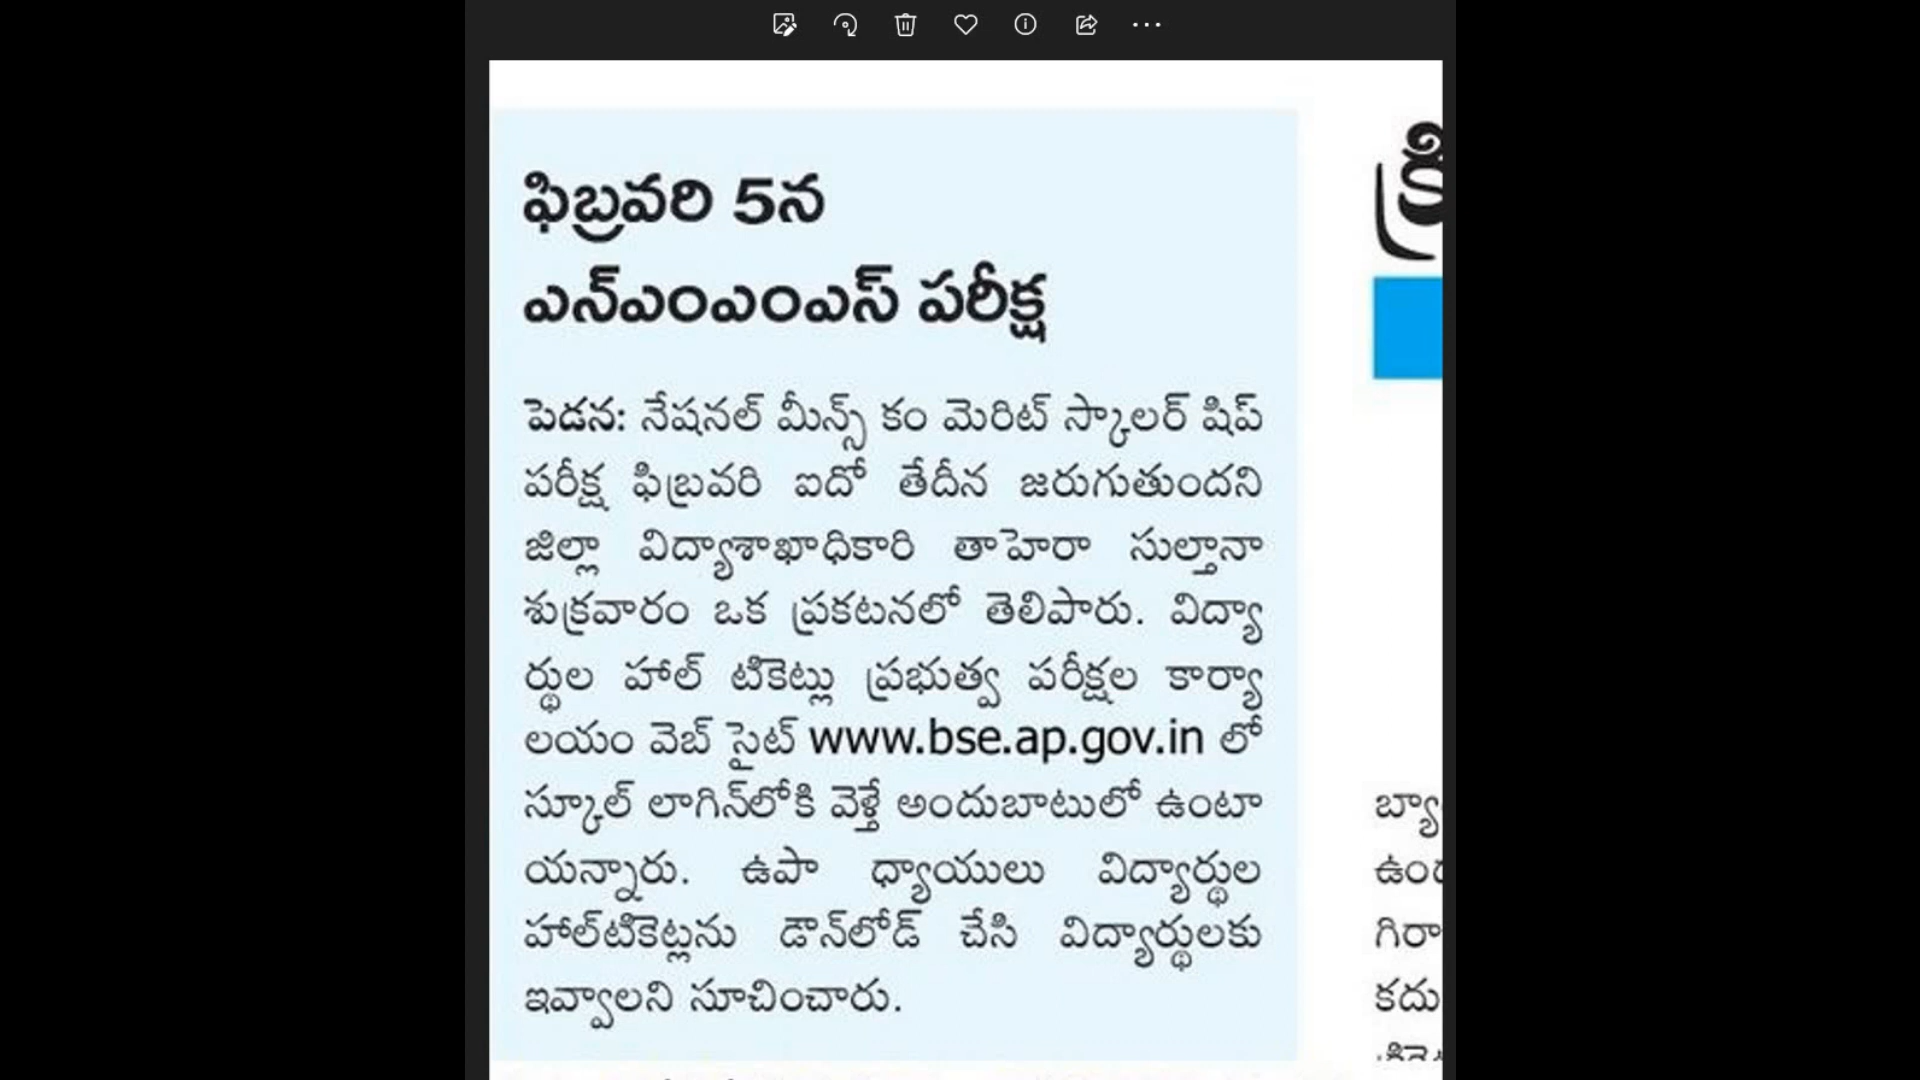 ఫిబ్రవరి 5న
ఎన్ఎంఎంఎస్ పరీక్ష
పెడన: నేషనల్ మీన్స్ కం మెరిట్ స్కాలర్ షిప్
పరీక్ష ఫిబ్రవరి ఐదో తేదీన జరుగుతుందని
జిల్లా విద్యాశాఖాధికారి తాహెరా సుల్తానా
శుక్రవారం ఒక ప్రకటనలో తెలిపారు. విద్యా
ర్థుల హాల్ టికెట్లు ప్రభుత్వ పరీక్షల కార్యా
లయం వెబ్ సైట్ www.bse.ap.gov.in లో
స్కూల్ లాగిన్‌లోకి వెళ్తే అందుబాటులో ఉంటా
యన్నారు. ఉపా ధ్యాయులు విద్యార్థుల
హాల్‌టికెట్లను డౌన్‌లోడ్ చేసి విద్యార్థులకు
ఇవ్వాలని సూచించారు.